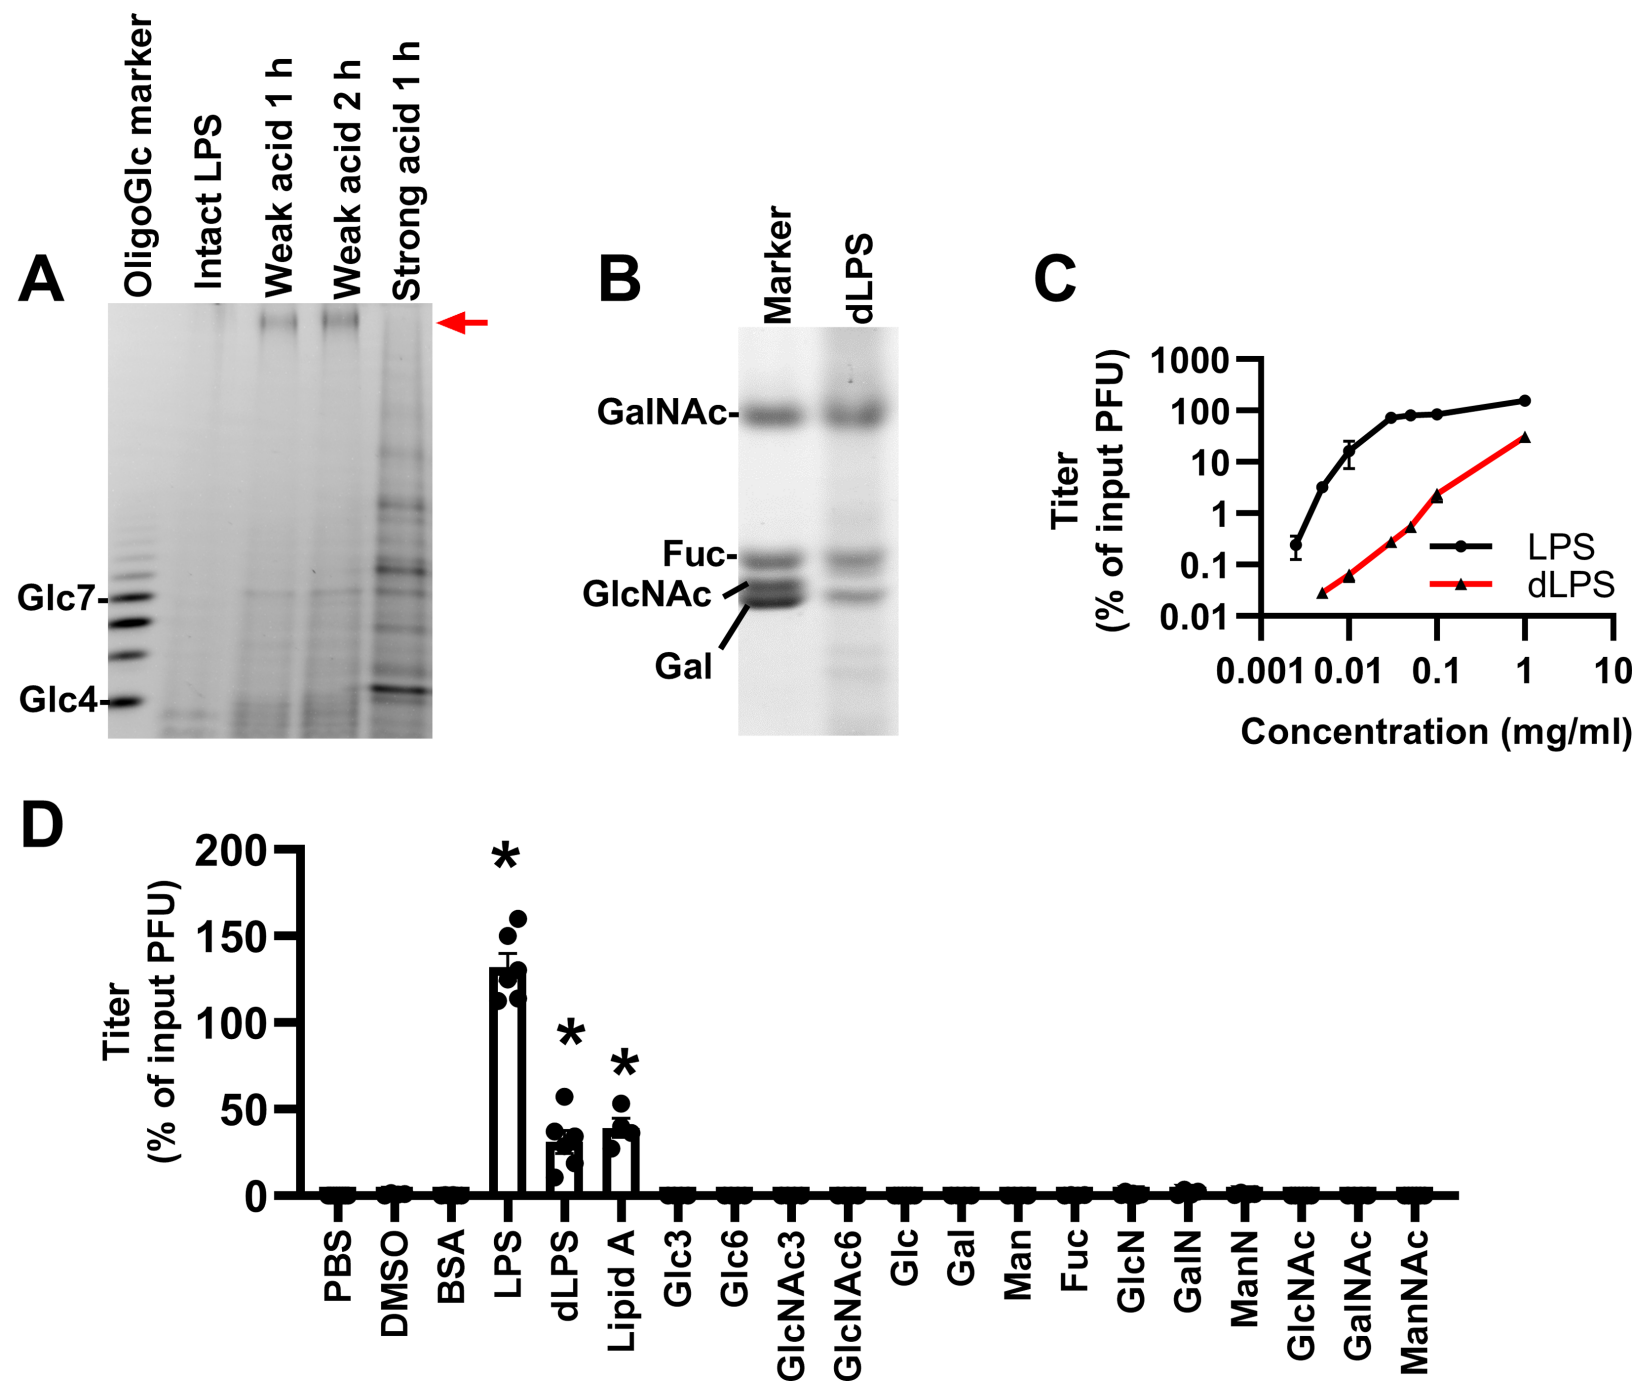 A
OligoGlc marker
Intact LPS
Weak acid 1 h
Weak acid 2 h
Strong acid 1 h
Glc7-
Glc4-
B
Marker
dLPS
GalNAc-
Fuc-
GlcNAc
Gal
C
Titer
(% of input PFU)
1000
100
10
1
0.1
0.01
LPS
dLPS
0.001
0.01
0.1
1
10
Concentration (mg/ml)
D
Titer
(% of input PFU)
200
150
100
50
0
*
*
*
PBS
DMSO
BSA
LPS
dLPS
Lipid A
Glc3
Glc6
GlcNAc3
GlcNAc6
Glc
Gal
Man
Fuc
GlcN
GalN
ManN
GlcNAc
GalNAc
ManNAc